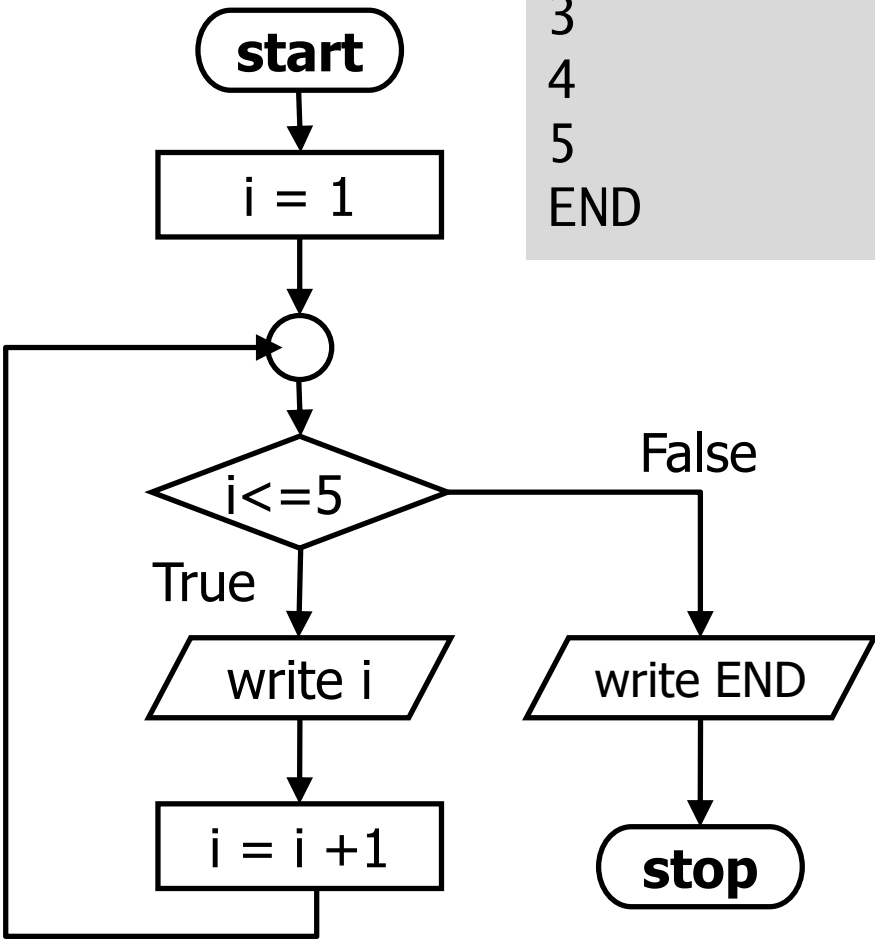 start
i = 1
i<=5
True
False
write i
write END
i = i +1
stop
3
4
5
END